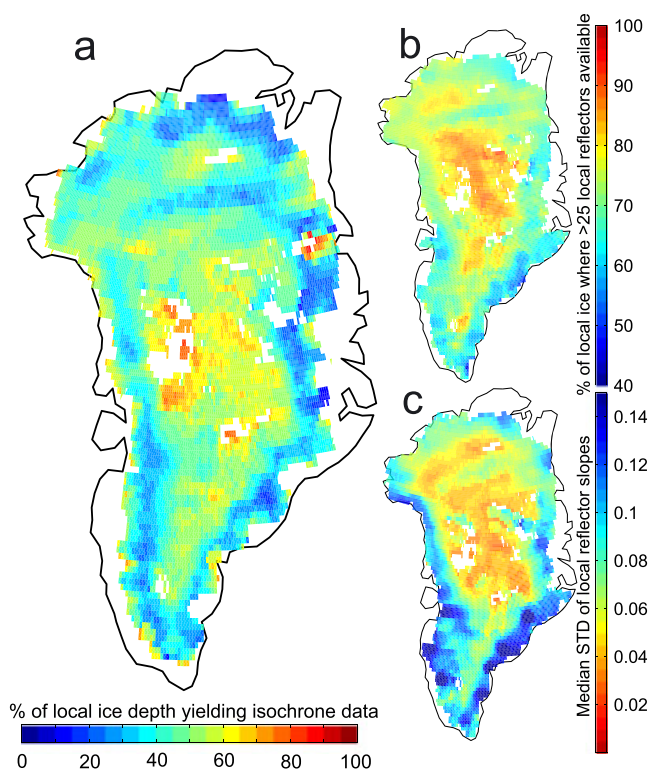 a
b
c
% of local ice depth yielding isochrone data
0 20 40 60 80 100
% of local ice where >25 local reflectors available
100
90
80
70
60
50
40
Median STD of local reflector slopes
0.14
0.12
0.1
0.08
0.06
0.04
0.02